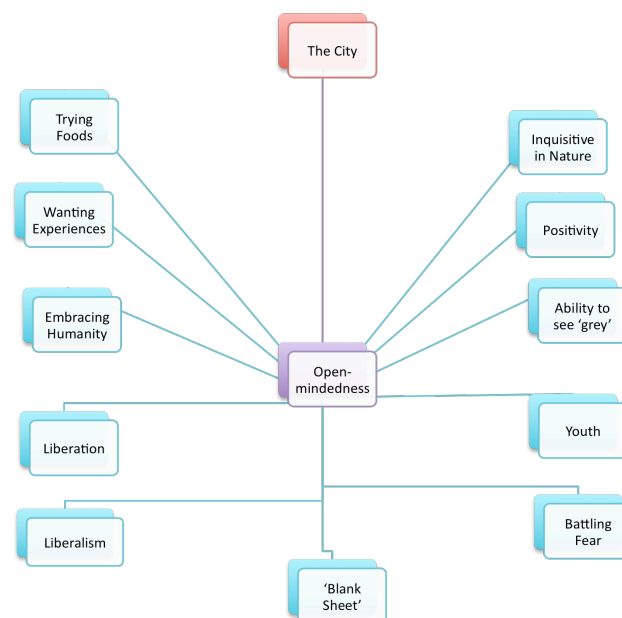 The City
Trying
Foods
Inquisitive
in Nature
Wanting
Experiences
Positivity
Embracing
Humanity
Ability to
see ‘grey’
Open-
mindedness
Liberation
Youth
Liberalism
Battling
Fear
‘Blank
Sheet’